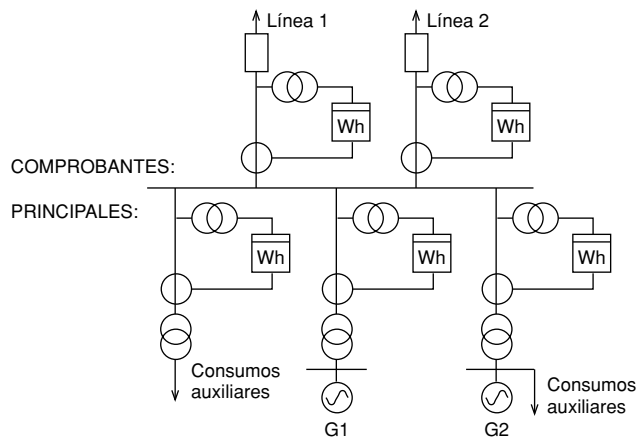 Línea 1
Línea 2
Wh
Wh
COMPROBANTES:
PRINCIPALES:
Wh
Wh
Wh
Consumos
auxiliares
G1
G2
Consumos
auxiliares